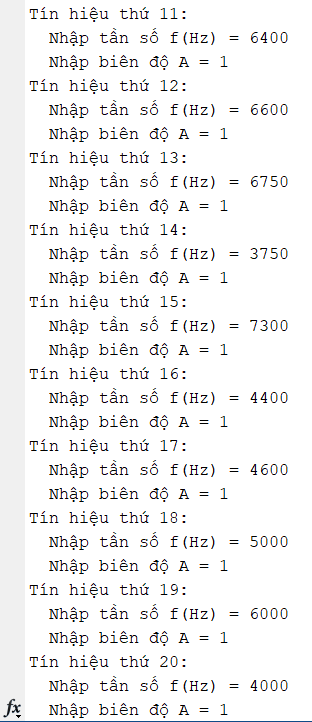 Tín hiệu thứ 11:
Nhập tần số f(Hz) = 6400
Nhập biên độ A = 1
Tín hiệu thứ 12:
Nhập tần số f(Hz) = 6600
Nhập biên độ A = 1
Tín hiệu thứ 13:
Nhập tần số f(Hz) = 6750
Nhập biên độ A = 1
Tín hiệu thứ 14:
Nhập tần số f(Hz) = 3750
Nhập biên độ A = 1
Tín hiệu thứ 15:
Nhập tần số f(Hz) = 7300
Nhập biên độ A = 1
Tín hiệu thứ 16:
Nhập tần số f(Hz) = 4400
Nhập biên độ A = 1
Tín hiệu thứ 17:
Nhập tần số f(Hz) = 4600
Nhập biên độ A = 1
Tín hiệu thứ 18:
Nhập tần số f(Hz) = 5000
Nhập biên độ A = 1
Tín hiệu thứ 19:
Nhập tần số f(Hz) = 6000
Nhập biên độ A = 1
Tín hiệu thứ 20:
Nhập tần số f(Hz) = 4000
fx Nhập biên độ A = 1